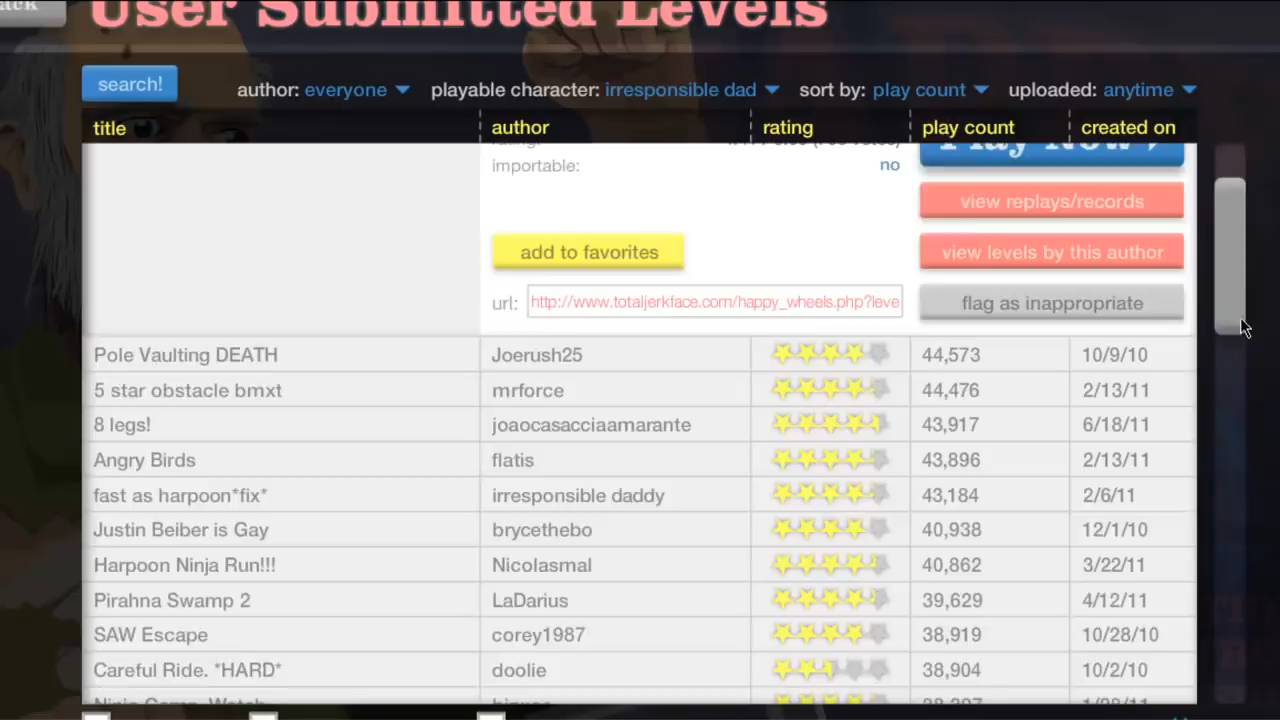 ack
User Submitted Levels
search! author: everyone playable character: irresponsible dad sort by: play count uploaded: anytime
title author rating play count created on
Play Now
importable: no
view replays/records
add to favorites view levels by this author
url: http://www.totaljerkface.com/happy_wheels.php?leve flag as inappropriate
Pole Vaulting DEATH Joerush25 44,573 10/9/10
5 star obstacle bmxt mrforce 44,476 2/13/11
8 legs! joaocasacciaamarante 43,917 6/18/11
Angry Birds flatis 43,896 2/13/11
fast as harpoon*fix* irresponsible daddy 43,184 2/6/11
Justin Beiber is Gay brycethebo 40,938 12/1/10
Harpoon Ninja Run!!! Nicolasmal 40,862 3/22/11
Pirahna Swamp 2 LaDarius 39,629 4/12/11
SAW Escape corey1987 38,919 10/28/10
Careful Ride. *HARD* doolie 38,904 10/2/10